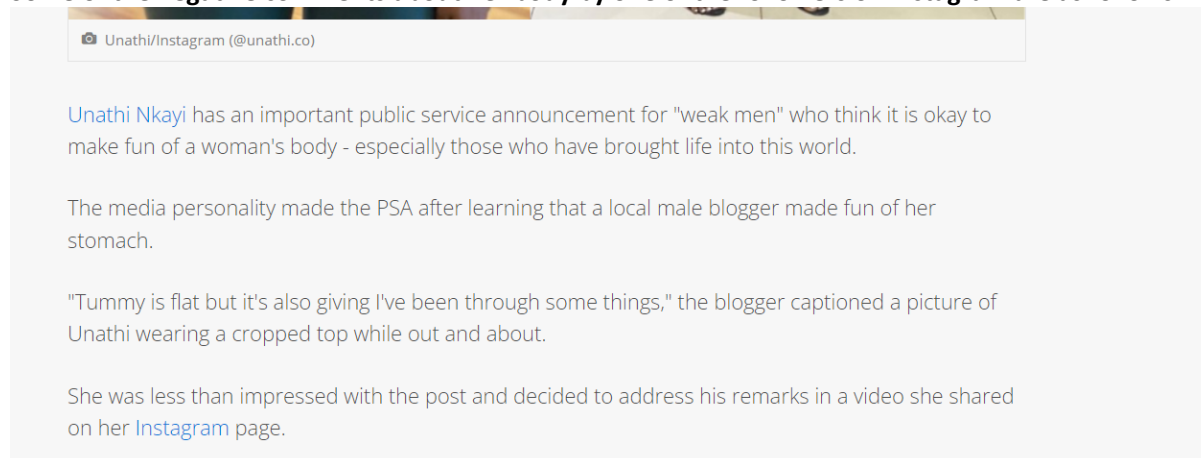 Unathi/Instagram (@unathi.co)
Unathi Nkayi has an important public service announcement for "weak men" who think it is okay to
make fun of a woman's body - especially those who have brought life into this world.
The media personality made the PSA after learning that a local male blogger made fun of her
stomach.
"Tummy is flat but it's also giving I've been through some things," the blogger captioned a picture of
Unathi wearing a cropped top while out and about.
She was less than impressed with the post and decided to address his remarks in a video she shared
on her Instagram page.